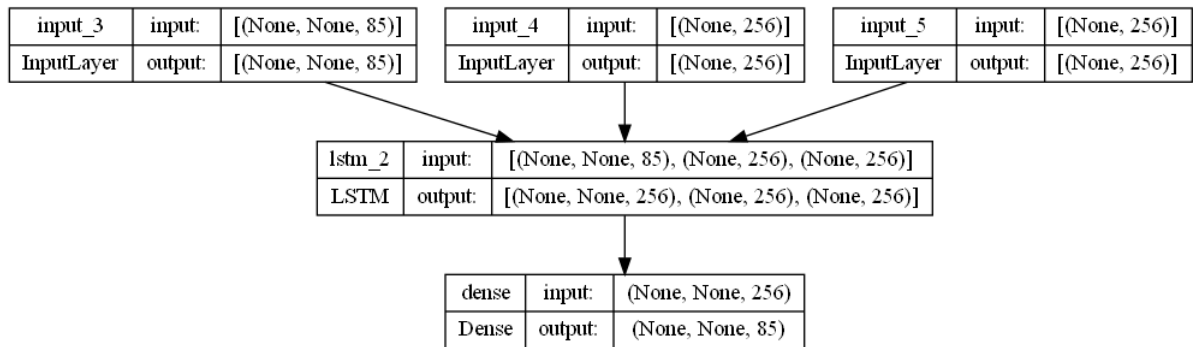 input_3 input: [(None, None, 85)]
InputLayer output: [(None, None, 85)]
input_4 input: [(None, 256)]
InputLayer output: [(None, 256)]
input_5 input: [(None, 256)]
InputLayer output: [(None, 256)]
lstm_2 input: [(None, None, 85), (None, 256), (None, 256)]
LSTM output: [(None, None, 256), (None, 256), (None, 256)]
dense input: (None, None, 256)
Dense output: (None, None, 85)